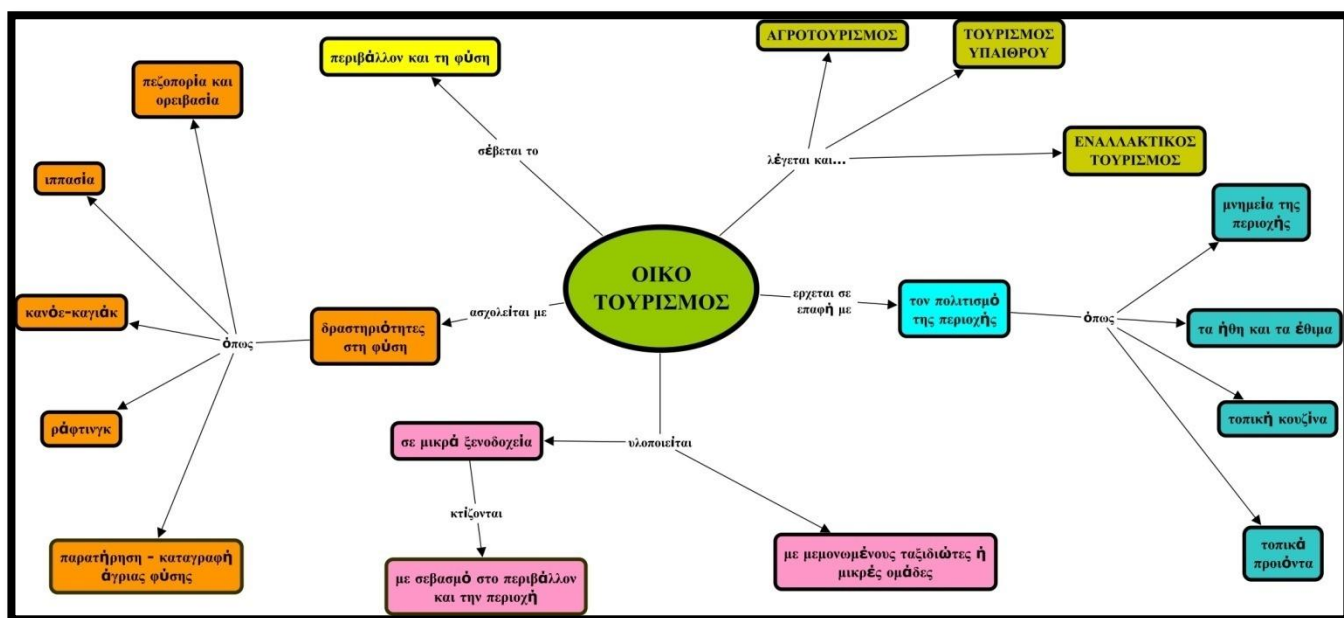 ΑΓΡΟΤΟΥΡΙΣΜΟΣ
ΤΟΥΡΙΣΜΟΣ
ΥΠΑΙΘΡΟΥ
περιβάλλον και τη φύση
πεζοπορία και
ορειβασία
σέβεται το
λέγεται και...
ΕΝΑΛΛΑΚΤΙΚΟΣ
ΤΟΥΡΙΣΜΟΣ
ιππασία
μνημεία της
περιοχής
ΟΙΚΟ
ΤΟΥΡΙΣΜΟΣ
ερχεται σε
επαφή με
τον πολιτισμό
της περιοχής
όπως
κανόε-καγιάκ
ασχολείται με
δραστηριότητες
στη φύση
όπως
τα ήθη και τα έθιμα
ράφτινγκ
σε μικρά ξενοδοχεία
υλοποιείται
τοπική κουζίνα
κτίζονται
παρατήρηση - καταγραφή
άγριας φύσης
με σεβασμό στο περιβάλλον
και την περιοχή
με μεμονωμένους ταξιδιώτες ή
μικρές ομάδες
τοπικά
προιόντα